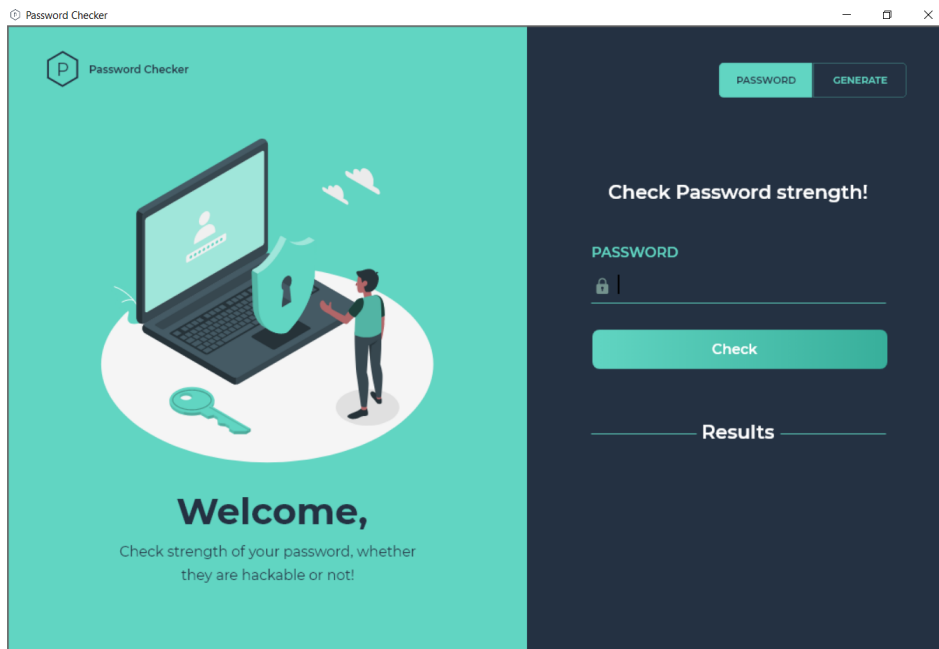 Password Checker
P
Password Checker
PASSWORD
GENERATE
Check Password strength!
PASSWORD
Check
Results
Welcome,
Check strength of your password, whether
they are hackable or not!